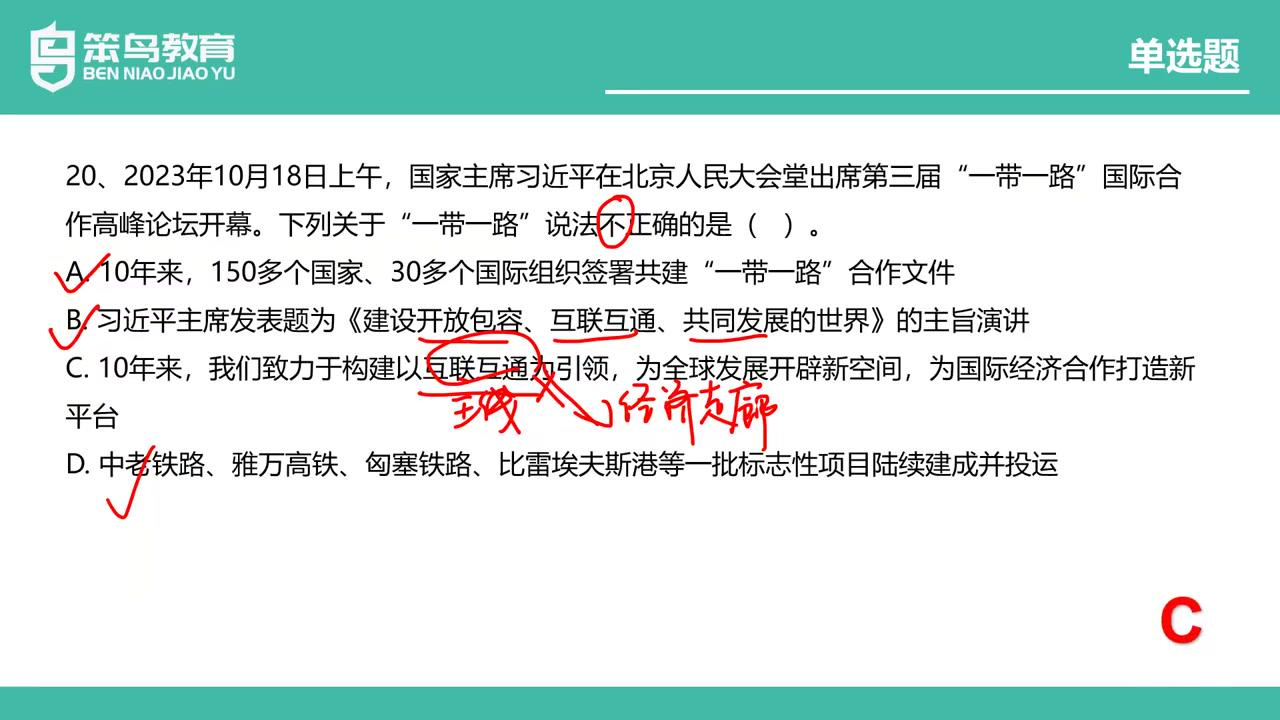 笨鸟教育
BEN NIAO JIAO YU
单选题
20、2023年10月18日上午，国家主席习近平在北京人民大会堂出席第三届“一带一路”国际合
作高峰论坛开幕。下列关于“一带一路”说法不正确的是（ ）。
A. 10年来，150多个国家、30多个国际组织签署共建“一带一路”合作文件
B. 习近平主席发表题为《建设开放包容、互联互通、共同发展的世界》的主旨演讲
C. 10年来，我们致力于构建以互联互通为引领，为全球发展开辟新空间，为国际经济合作打造新
平台
主线 经济走廊
D. 中老铁路、雅万高铁、匈塞铁路、比雷埃夫斯港等一批标志性项目陆续建成并投运
C